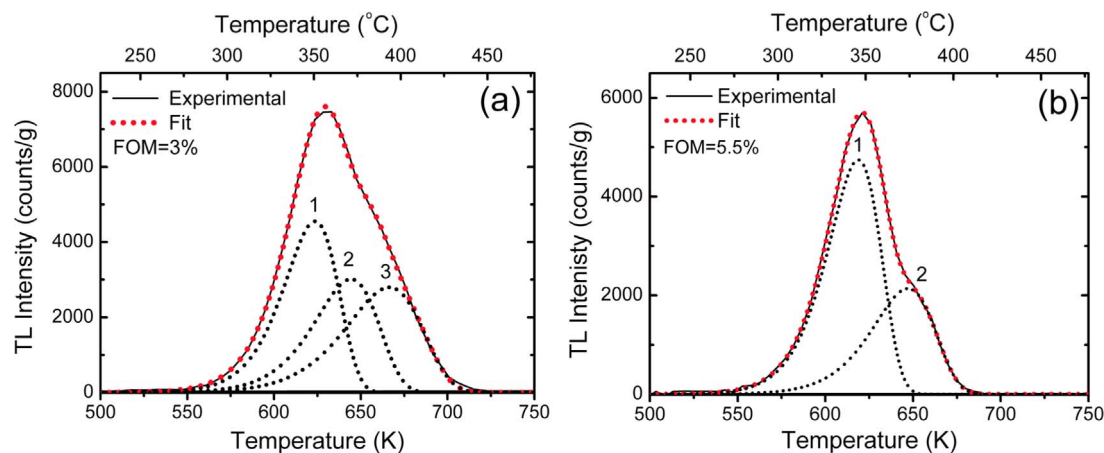 Temperature (°C)
250 300 350 400 450
8000
6000
4000
2000
0
TL Intensity (counts/g)
Experimental
Fit
FOM=3%
(a)
1
2
3
500 550 600 650 700 750
Temperature (K)
Temperature (°C)
250 300 350 400 450
6000
4000
2000
0
TL Intenisty (counts/g)
Experimental
Fit
FOM=5.5%
(b)
1
2
500 550 600 650 700 750
Temperature (K)